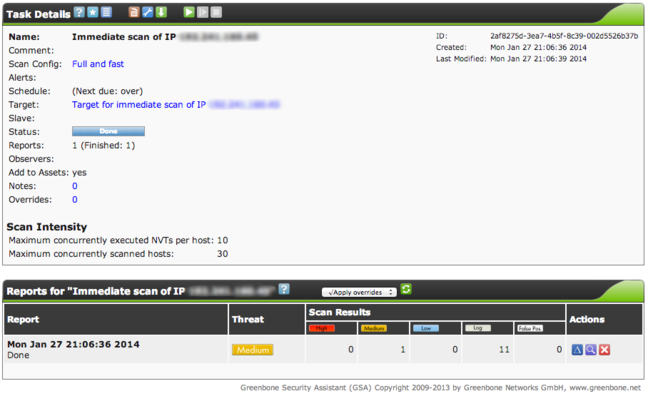 Task Details
Name: Immediate scan of IP
Comment:
Scan Config: Full and fast
Alerts:
Schedule: (Next due: over)
Target: Target for immediate scan of IP
Slave:
Status: Done
Reports: 1 (Finished: 1)
Observers:
Add to Assets: yes
Notes: 0
Overrides: 0
ID: 2af8275d-3ea7-4b5f-8c39-002d5526b37b
Created: Mon Jan 27 21:06:36 2014
Last Modified: Mon Jan 27 21:06:39 2014
Scan Intensity
Maximum concurrently executed NVTs per host: 10
Maximum concurrently scanned hosts: 30
Reports for "Immediate scan of IP
√Apply overrides
Report Threat Scan Results Actions
High Medium Low Log False Pos.
Mon Jan 27 21:06:36 2014 Medium 0 1 0 11 0
Done
Greenbone Security Assistant (GSA) Copyright 2009-2013 by Greenbone Networks GmbH, www.greenbone.net